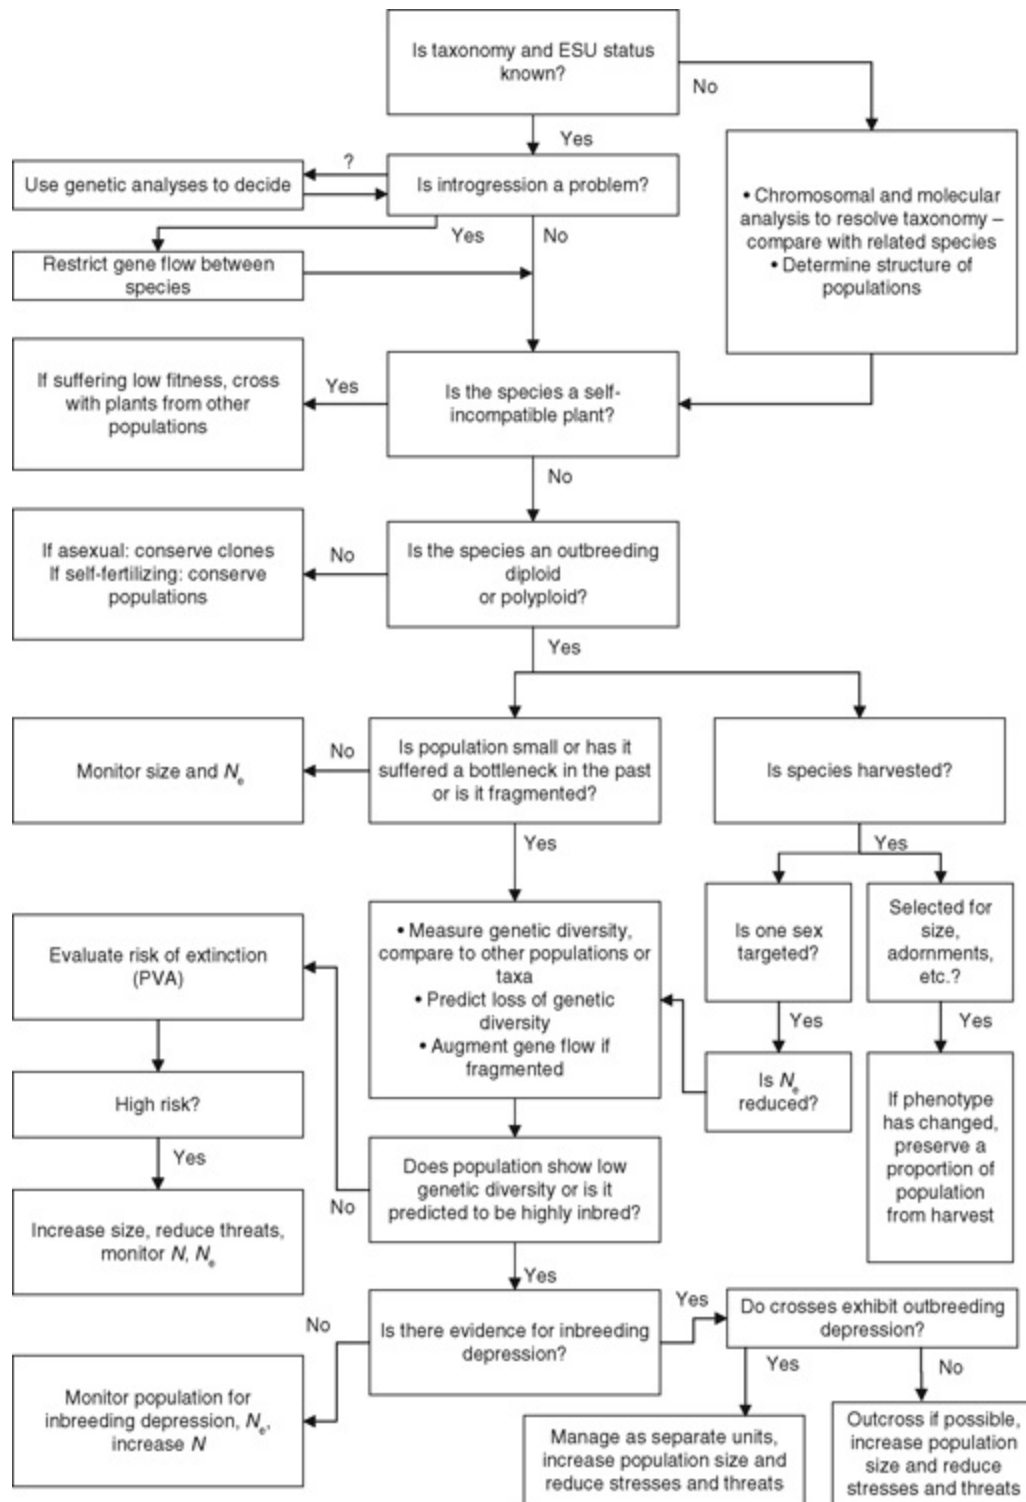 Is taxonomy and ESU status
known?
No
Yes
?
Use genetic analyses to decide
Is introgression a problem?
• Chromosomal and molecular
analysis to resolve taxonomy –
compare with related species
• Determine structure of
populations
Yes
No
Restrict gene flow between
species
If suffering low fitness, cross
with plants from other
populations
Yes
Is the species a self-
incompatible plant?
No
If asexual: conserve clones
If self-fertilizing: conserve
populations
No
Is the species an outbreeding
diploid
or polyploid?
Yes
Monitor size and Ne
No
Is population small or has it
suffered a bottleneck in the past
or is it fragmented?
Is species harvested?
Yes
Yes
Evaluate risk of extinction
(PVA)
• Measure genetic diversity,
compare to other populations or
taxa
• Predict loss of genetic
diversity
• Augment gene flow if
fragmented
Is one sex
targeted?
Selected for
size,
adornments,
etc.?
Yes
Yes
Is Ne
reduced?
If phenotype
has changed,
preserve a
proportion of
population
from harvest
High risk?
Yes
Does population show low
genetic diversity or is it
predicted to be highly inbred?
No
Increase size, reduce threats,
monitor N, Ne
Yes
No
Is there evidence for inbreeding
depression?
Yes
Do crosses exhibit outbreeding
depression?
Yes
No
Monitor population for
inbreeding depression, Ne,
increase N
Manage as separate units,
increase population size and
reduce stresses and threats
Outcross if possible,
increase population
size and reduce
stresses and threats